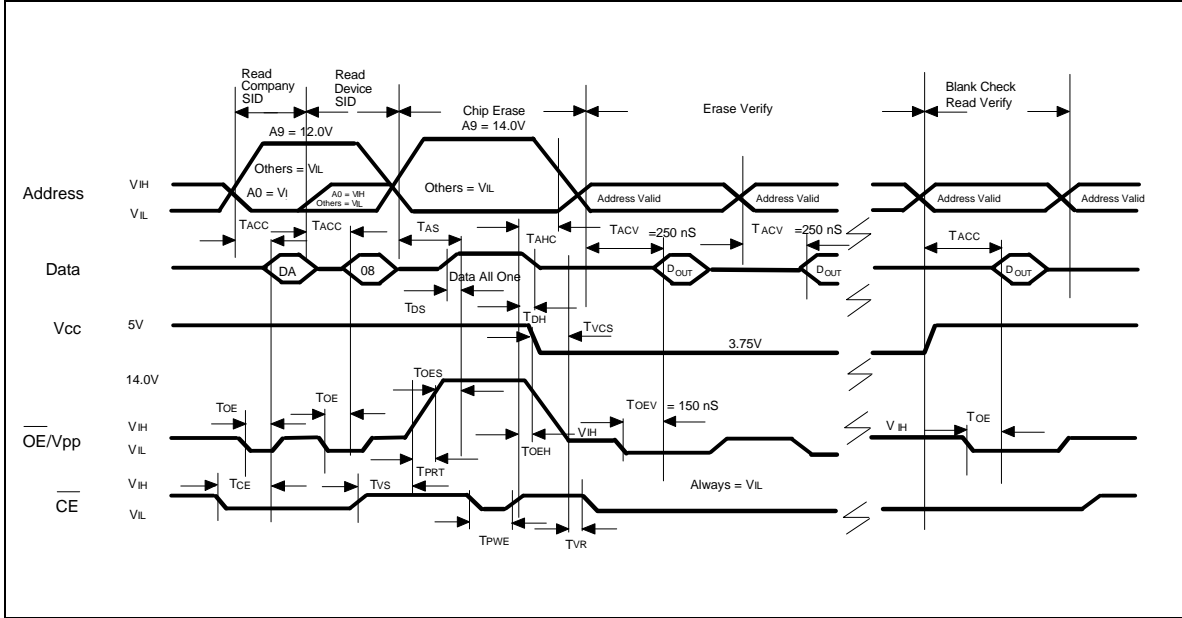 Read
Company
SID
Read
Device
SID
Chip Erase
A9 = 14.0V
Erase Verify
Blank Check
Read Verify
A9 = 12.0V
Others = VIL
A0 = VI
A0 = VIH
Others = VIL
Others = VIL
Address
VIH
VIL
Address Valid
Address Valid
Address Valid
Address Valid
TACC
TACC
TAS
TAHC
TACV =250 nS
TACV =250 nS
TACC
Data
DA
08
Data All One
DOUT
DOUT
DOUT
TDS
TDH
TVCS
Vcc
5V
3.75V
14.0V
TOE
TOE
TOES
TOEV = 150 nS
TOE
OE/Vpp
VIH
VIL
VIH
VIH
TPRT
TOEH
CE
VIH
VIL
TCE
TVS
Always = VIL
TPWE
TVR